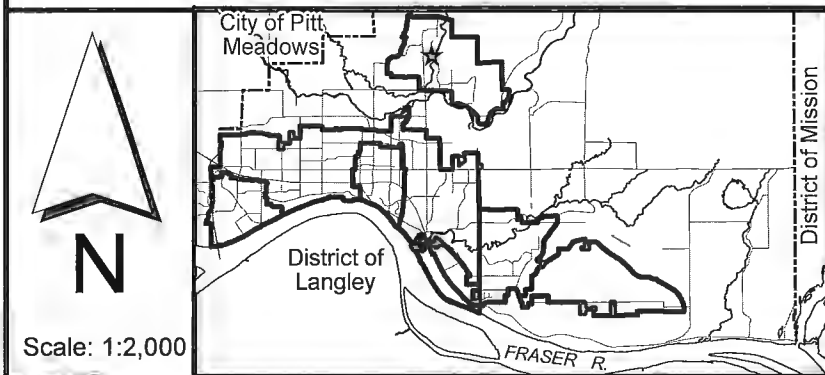 City of Pitt
Meadows
District of Mission
District of
Langley
N
Scale: 1:2,000
FRASER R.